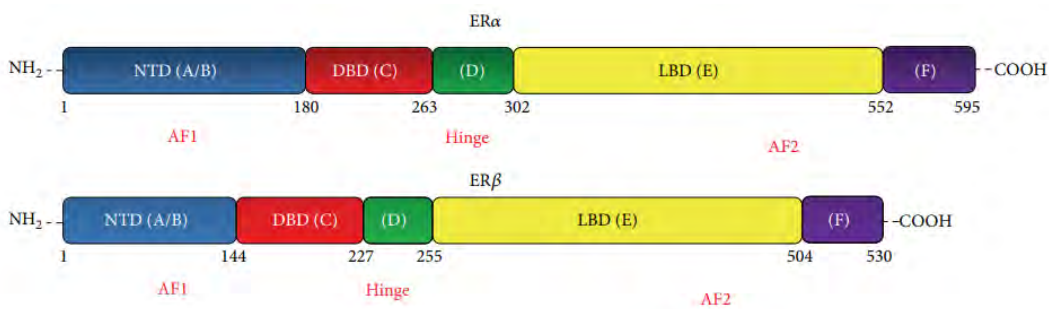 ERα
NH2 NTD (A/B) DBD (C) (D) LBD (E) (F) COOH
1 180 263 302 552 595
AF1 Hinge AF2
ERβ
NH2 NTD (A/B) DBD (C) (D) LBD (E) (F) COOH
1 144 227 255 504 530
AF1 Hinge AF2